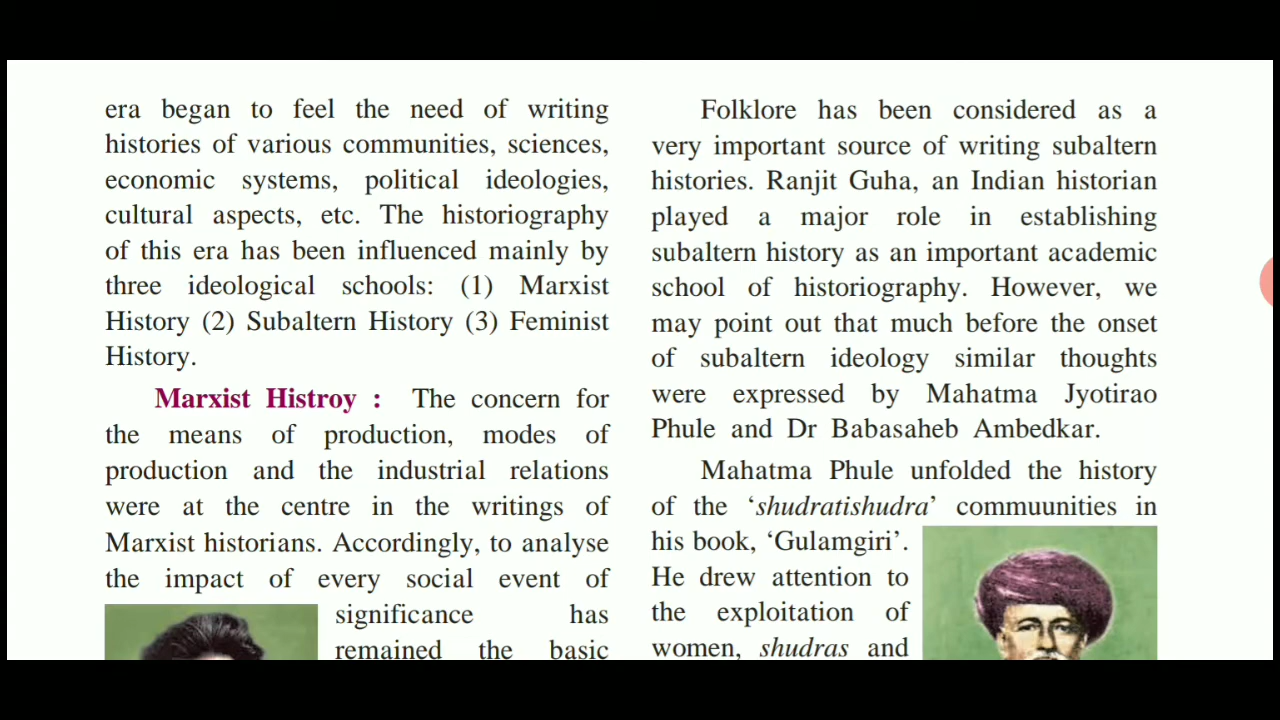 era began to feel the need of writing
histories of various communities, sciences,
economic systems, political ideologies,
cultural aspects, etc. The historiography
of this era has been influenced mainly by
three ideological schools: (1) Marxist
History (2) Subaltern History (3) Feminist
History.
Marxist Histroy : The concern for
the means of production, modes of
production and the industrial relations
were at the centre in the writings of
Marxist historians. Accordingly, to analyse
the impact of every social event of
significance has
remained the basic
Folklore has been considered as a
very important source of writing subaltern
histories. Ranjit Guha, an Indian historian
played a major role in establishing
subaltern history as an important academic
school of historiography. However, we
may point out that much before the onset
of subaltern ideology similar thoughts
were expressed by Mahatma Jyotirao
Phule and Dr Babasaheb Ambedkar.
Mahatma Phule unfolded the history
of the ‘shudratishudra’ commuunities in
his book, ‘Gulamgiri’.
He drew attention to
the exploitation of
women, shudras and